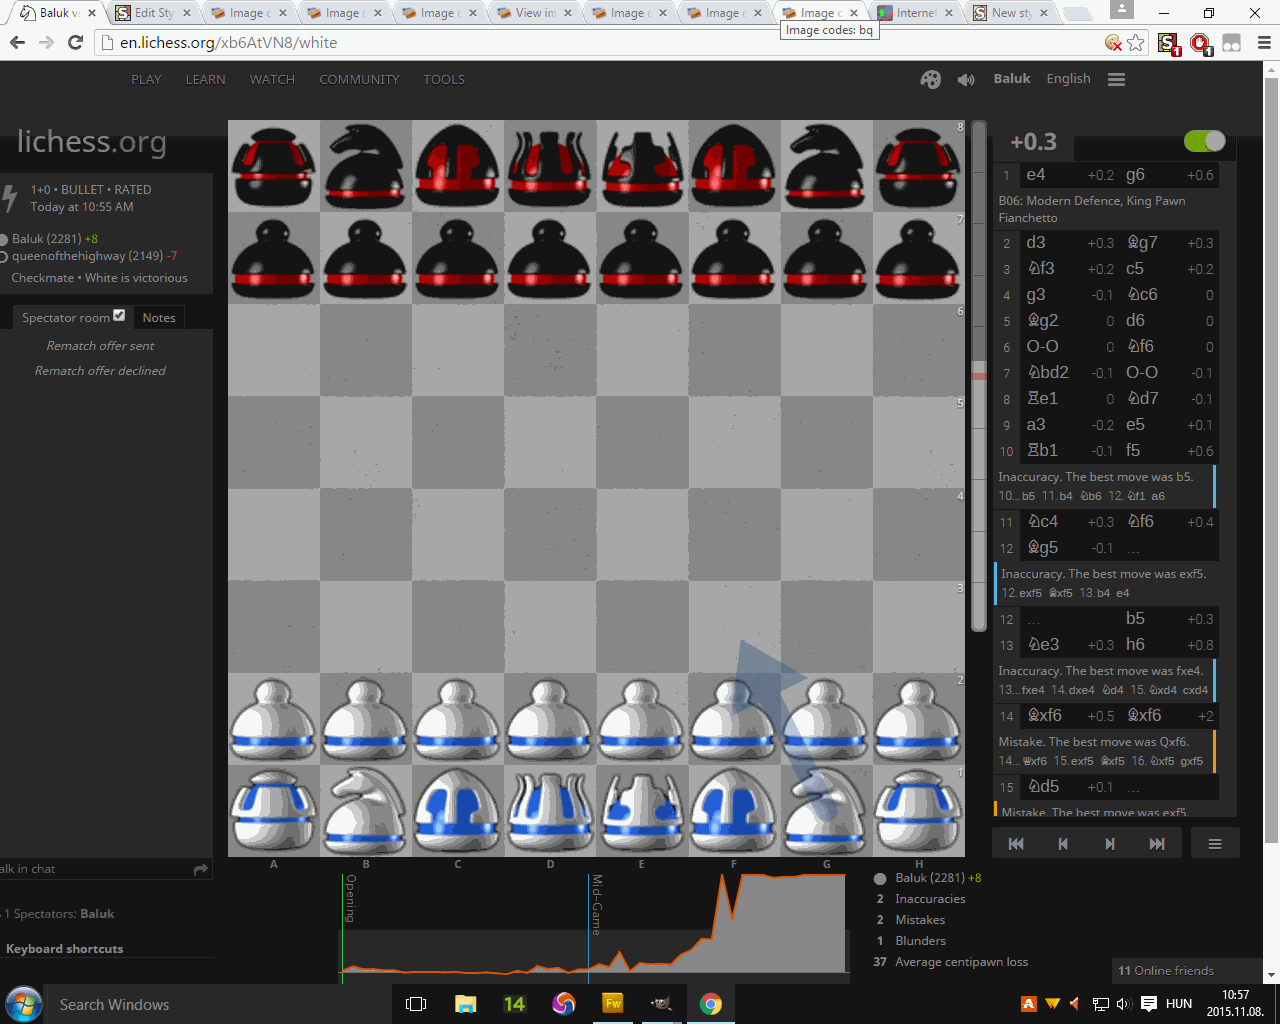 Baluk v
Edit Sty
Image c
Image c
Image c
View im
Image c
Image c
Image c
Internet
New sty
Image codes: bq
en.lichess.org/xb6AtVN8/white
1
1
PLAY
LEARN
WATCH
COMMUNITY
TOOLS
Baluk
English
lichess.org
1+0 • BULLET • RATED
Today at 10:55 AM
Baluk (2281) +8
queenofthehighway (2149) -7
Checkmate • White is victorious
Spectator room
Notes
Rematch offer sent
Rematch offer declined
alk in chat
1 Spectators: Baluk
Keyboard shortcuts
8
7
6
5
4
3
2
1
A B C D E F G H
+0.3
1 e4 +0.2 g6 +0.6
B06: Modern Defence, King Pawn
Fianchetto
2 d3 +0.3 ♗g7 +0.3
3 ♘f3 +0.2 c5 +0.2
4 g3 -0.1 ♘c6 0
5 ♗g2 0 d6 0
6 O-O 0 ♘f6 0
7 ♘bd2 -0.1 O-O -0.1
8 ♖e1 0 ♘d7 -0.1
9 a3 -0.2 e5 +0.1
10 ♖b1 -0.1 f5 +0.6
Inaccuracy. The best move was b5.
10... b5 11. b4 ♘b6 12. ♘f1 a6
11 ♘c4 +0.3 ♘f6 +0.4
12 ♗g5 -0.1 ...
Inaccuracy. The best move was exf5.
12. exf5 ♗xf5 13. b4 e4
12 ... b5 +0.3
13 ♘e3 +0.3 h6 +0.8
Inaccuracy. The best move was fxe4.
13... fxe4 14. dxe4 ♘d4 15. ♘xd4 cxd4
14 ♗xf6 +0.5 ♗xf6 +2
Mistake. The best move was Qxf6.
14... ♕xf6 15. exf5 ♗xf5 16. ♘xf5 gxf5
15 ♘d5 +0.1 ...
Mistake. The best move was exf5.
Opening
Mid-Game
Baluk (2281) +8
2 Inaccuracies
2 Mistakes
1 Blunders
37 Average centipawn loss
11 Online friends
Search Windows
14
Fw
HUN
10:57
2015.11.08.